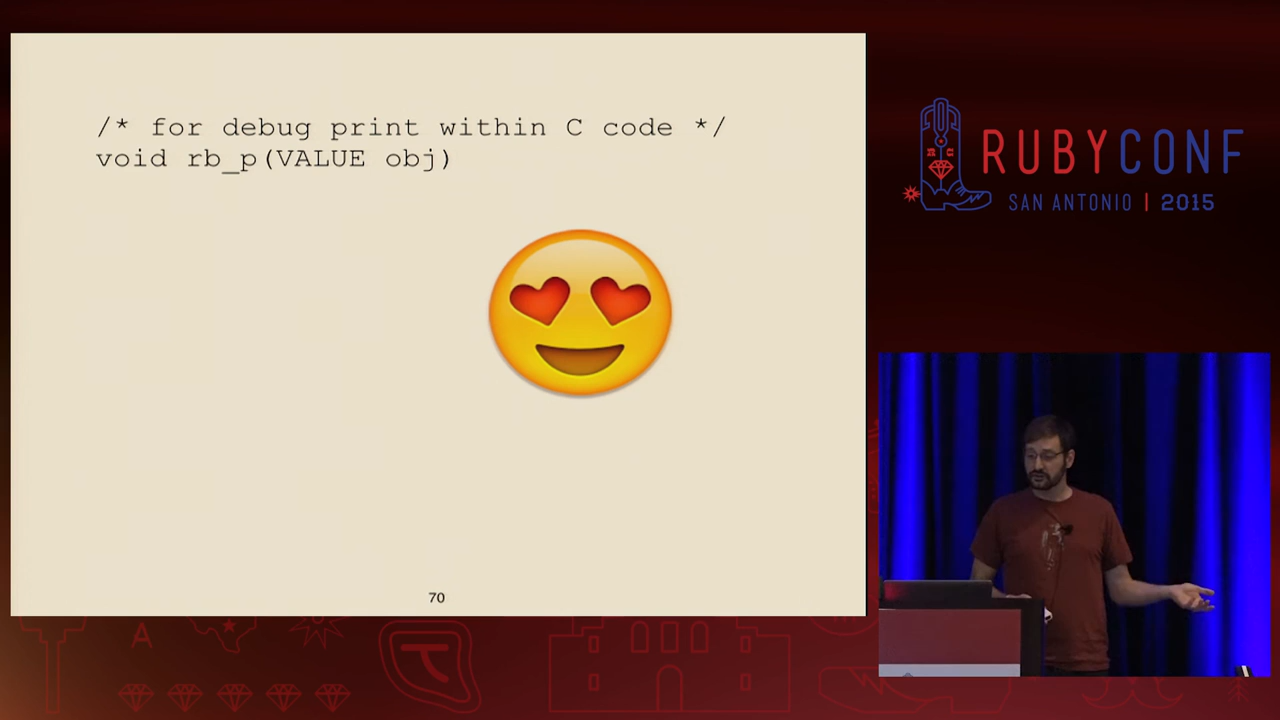 /* for debug print within C code */
void rb_p(VALUE obj)
70
RUBYCONF
SAN ANTONIO | 2015